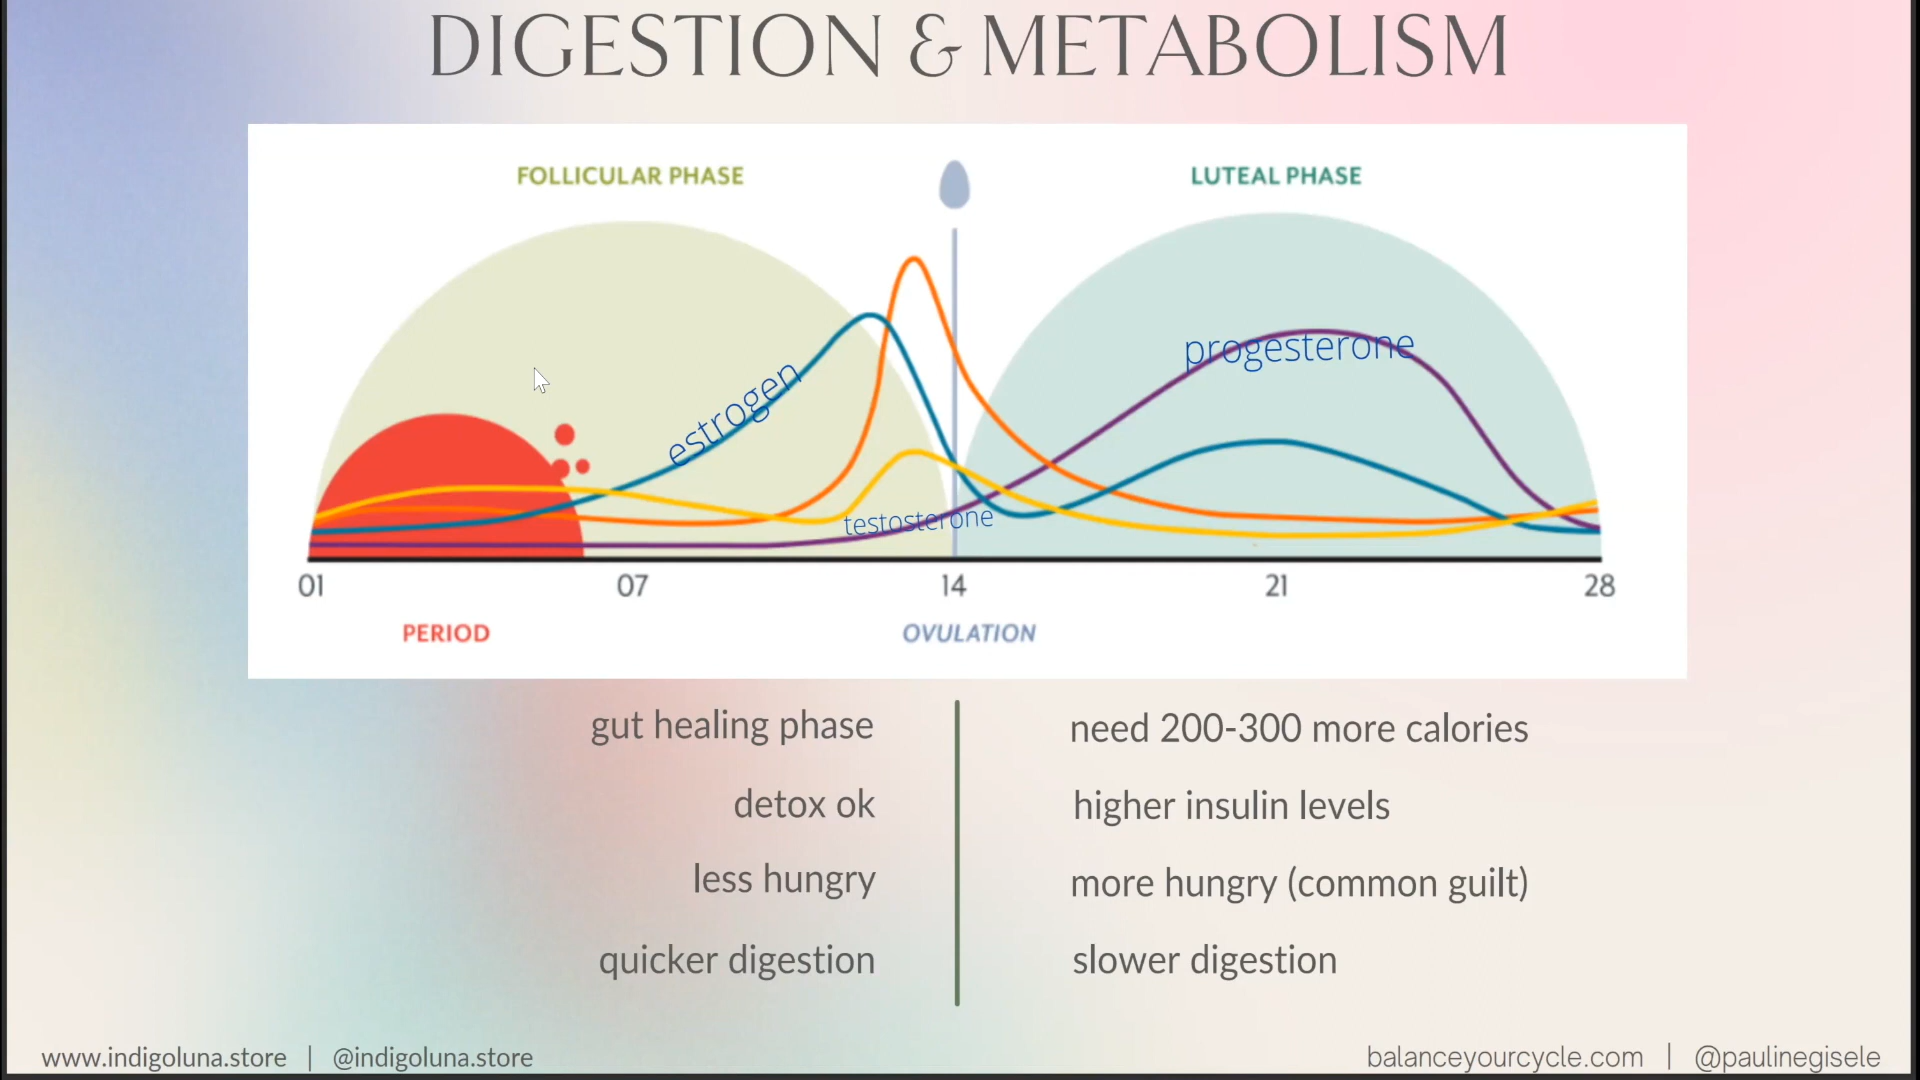 DIGESTION & METABOLISM
FOLLICULAR PHASE
LUTEAL PHASE
estrogen
progesterone
testosterone
01 07 14 21 28
PERIOD
OVULATION
gut healing phase
need 200-300 more calories
detox ok
higher insulin levels
less hungry
more hungry (common guilt)
quicker digestion
slower digestion
www.indigoluna.store | @indigoluna.store
balanceyourcycle.com | @paulinegisele